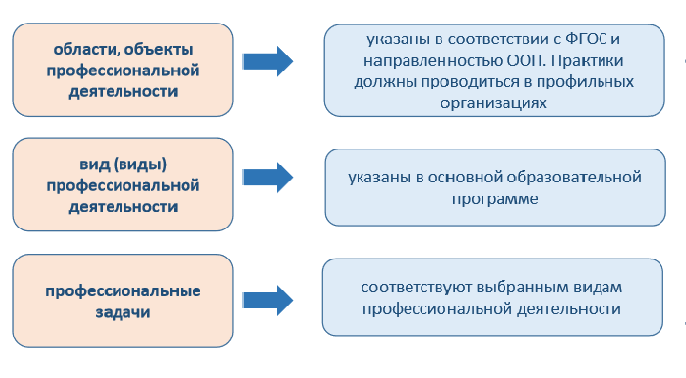 области, объекты
профессиональной
деятельности
указаны в соответствии с ФГОС и
направленностью ООП. Практики
должны проводиться в профильных
организациях
вид (виды)
профессиональной
деятельности
указаны в основной образовательной
программе
профессиональные
задачи
соответствуют выбранным видам
профессиональной деятельности